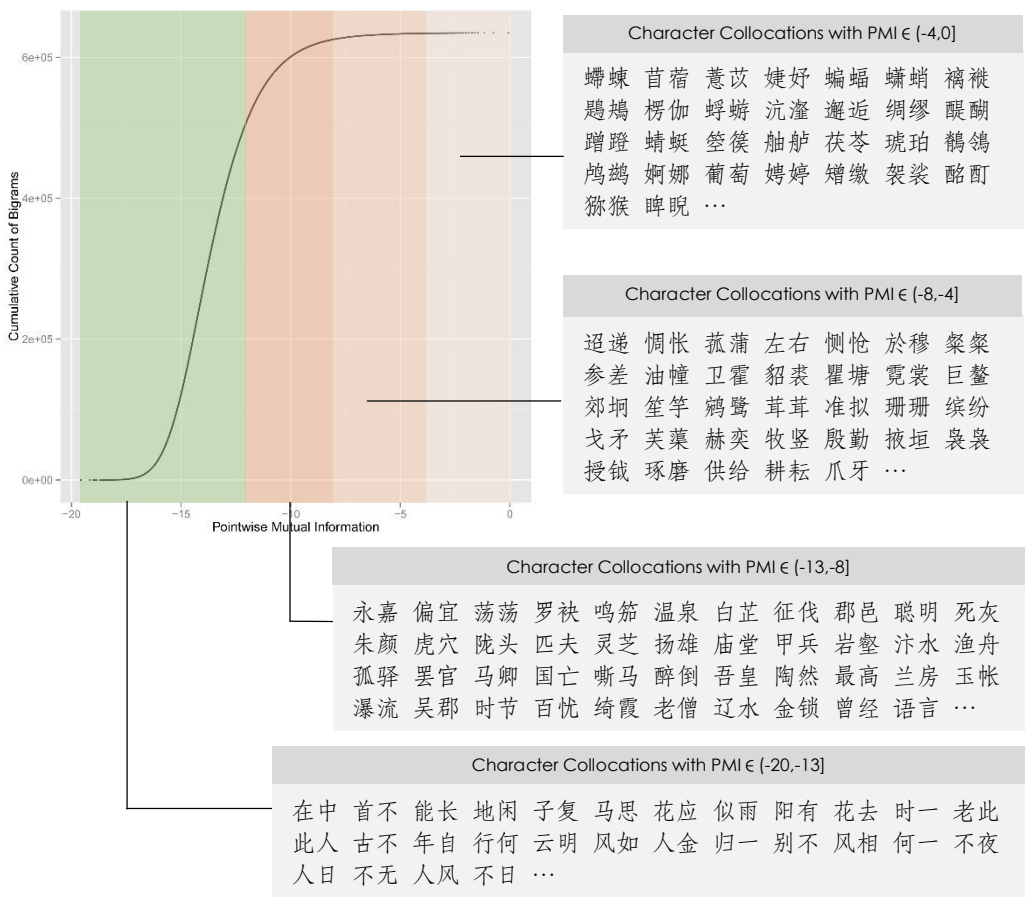 Character Collocations with PMI ϵ (-4,0]
螮蝀 苜蓿 薏苡 婕妤 蝙蝠 蟏蛸 褵褷
鶗鴂 楞伽 蜉蝣 沆瀣 邂逅 绸缪 醍醐
蹭蹬 蜻蜓 箜篌 舳舻 茯苓 琥珀 鹡鸰
鸬鹚 婀娜 葡萄 娉婷 矰缴 袈裟 酩酊
猕猴 睥睨 …
Character Collocations with PMI ϵ (-8,-4]
迢递 惆怅 菰蒲 左右 恻怆 於穆 粲粲
参差 油幢 卫霍 貂裘 瞿塘 霓裳 巨鳌
郊坰 笙竽 鹓鹭 茸茸 准拟 珊珊 缤纷
戈矛 芙蕖 赫奕 牧竖 殷勤 掖垣 袅袅
授钺 琢磨 供给 耕耘 爪牙 …
Character Collocations with PMI ϵ (-13,-8]
永嘉 偏宜 荡荡 罗袂 鸣笳 温泉 白芷 征伐 郡邑 聪明 死灰
朱颜 虎穴 陇头 匹夫 灵芝 扬雄 庙堂 甲兵 岩壑 汴水 渔舟
孤驿 罢官 马卿 国亡 嘶马 醉倒 吾皇 陶然 最高 兰房 玉帐
瀑流 吴郡 时节 百忧 绮霞 老僧 辽水 金锁 曾经 语言 …
Character Collocations with PMI ϵ (-20,-13]
在中 首不 能长 地闲 子复 马思 花应 似雨 阳有 花去 时一 老此
此人 古不 年自 行何 云明 风如 人金 归一 别不 风相 何一 不夜
人日 不无 人风 不日 …
Cumulative Count of Bigrams
6e+05
4e+05
2e+05
0e+00
−20 −15 −10 −5 0
Pointwise Mutual Information